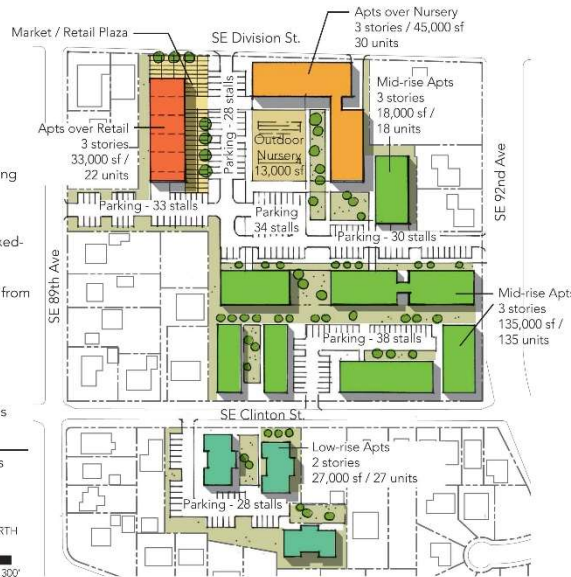 Apts over Nursery
3 stories / 45,000 sf
30 units
Market / Retail Plaza
SE Division St.
Mid-rise Apts
3 stories
18,000 sf /
18 units
Parking - 28 stalls
Apts over Retail
3 stories
33,000 sf /
22 units
Outdoor
Nursery
13,000 sf
ing
SE 92nd Ave
Parking - 33 stalls
Parking
34 stalls
Parking - 30 stalls
xed-
SE 89th Ave
from
Mid-rise Apts
3 stories
135,000 sf /
135 units
Parking - 38 stalls
s
SE Clinton St.
s
Low-rise Apts
2 stories
27,000 sf / 27 units
Parking - 28 stalls
RTH
300'